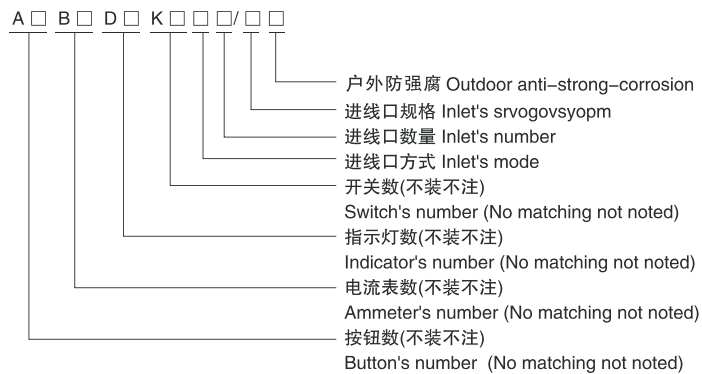 A□ B□ D□ K□ □ □/□ □
户外防强腐 Outdoor anti-strong-corrosion
进线口规格 Inlet's srvogovsyopm
进线口数量 Inlet's number
进线口方式 Inlet's mode
开关数(不装不注)
Switch's number (No matching not noted)
指示灯数(不装不注)
Indicator's number (No matching not noted)
电流表数(不装不注)
Ammeter's number (No matching not noted)
按钮数(不装不注)
Button's number (No matching not noted)